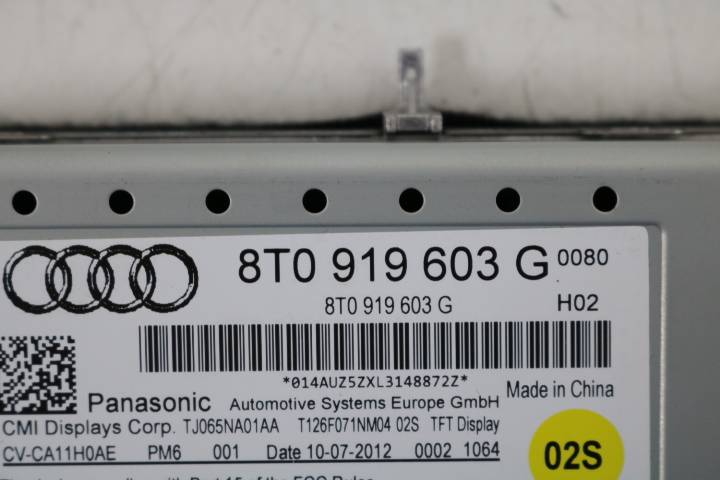 8T0 919 603 G 0080
8T0 919 603 G H02
*014AUZ5ZXL3148872Z*
Panasonic Automotive Systems Europe GmbH Made in China
CMI Displays Corp. TJ065NA01AA T126F071NM04 02S TFT Display
CV-CA11H0AE PM6 001 Date 10-07-2012 0002 1064
02S